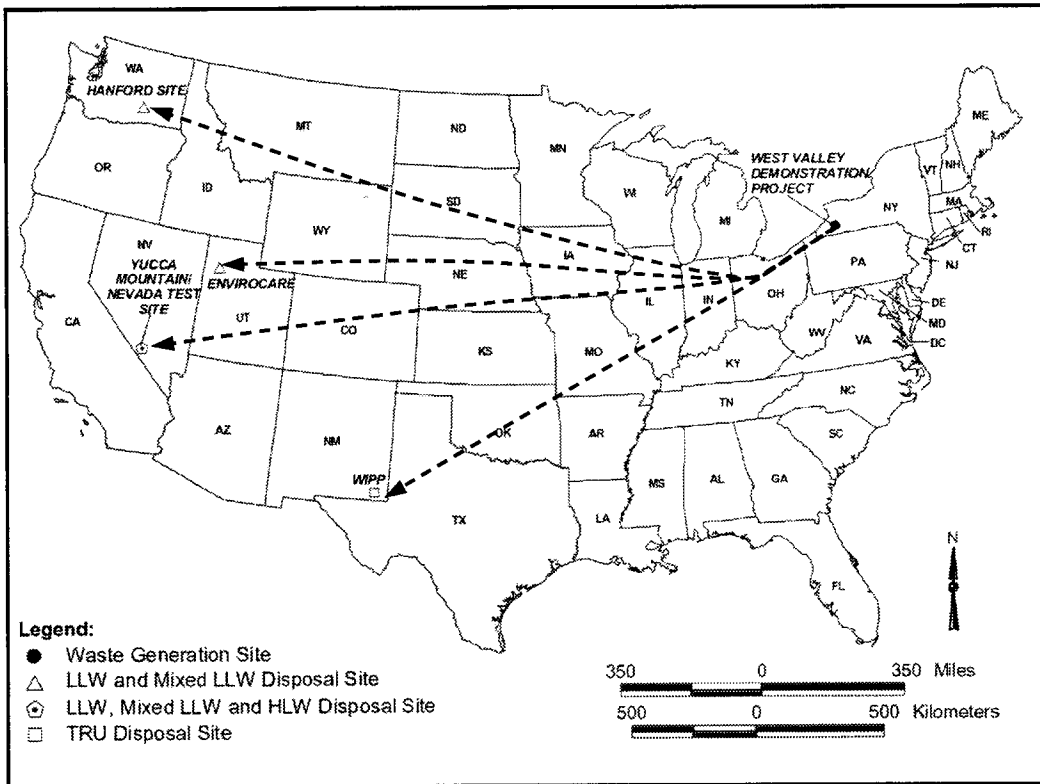 WA
HANFORD SITE
MT
ND
MN
ME
OR
ID
SD
WI
WEST VALLEY
DEMONSTRATION
PROJECT
VT
NH
NY
MA
RI
CT
WY
MI
NV
YUCCA
MOUNTAIN/
NEVADA TEST
SITE
ENVIROCARE
NE
IA
PA
NJ
CA
UT
CO
IL
IN
OH
DE
MD
DC
WV
VA
KS
MO
KY
NC
TN
AZ
NM
OK
AR
SC
WIPP
MS
AL
GA
TX
LA
FL
N
Legend:
Waste Generation Site
LLW and Mixed LLW Disposal Site
LLW, Mixed LLW and HLW Disposal Site
TRU Disposal Site
350 0 350 Miles
500 0 500 Kilometers